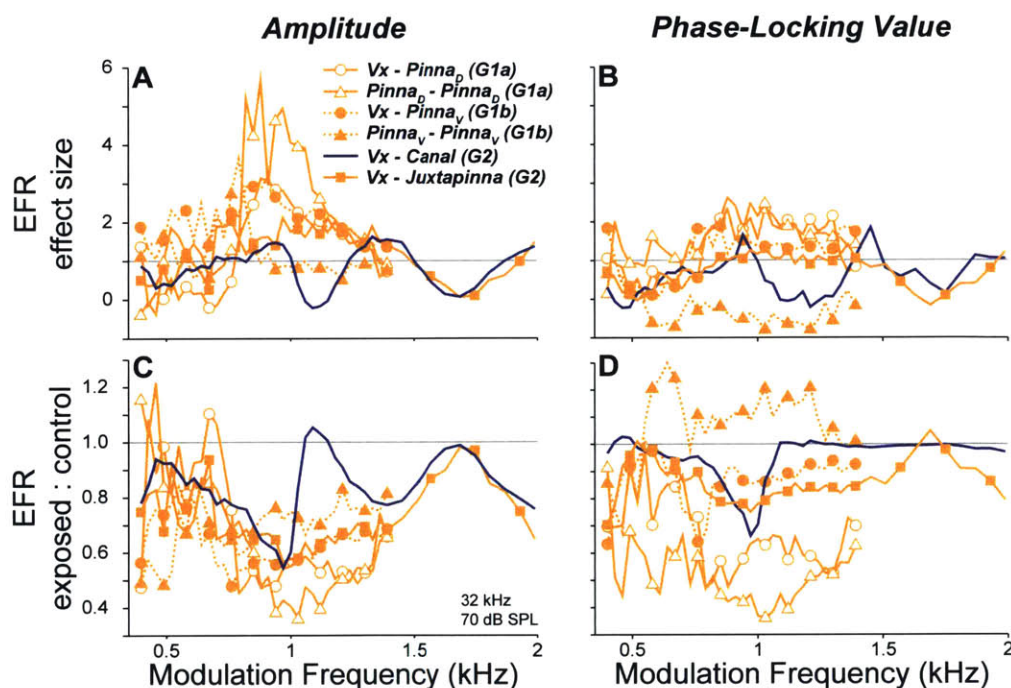 Amplitude
Phase-Locking Value
A
B
Vx - Pinna_D (G1a)
Pinna_D - Pinna_D (G1a)
Vx - Pinna_V (G1b)
Pinna_V - Pinna_V (G1b)
Vx - Canal (G2)
Vx - Juxtapinna (G2)
EFR
effect size
6
4
2
0
C
D
EFR
exposed : control
1.2
1.0
0.8
0.6
0.4
32 kHz
70 dB SPL
0.5 1 1.5 2
0.5 1 1.5 2
Modulation Frequency (kHz)
Modulation Frequency (kHz)